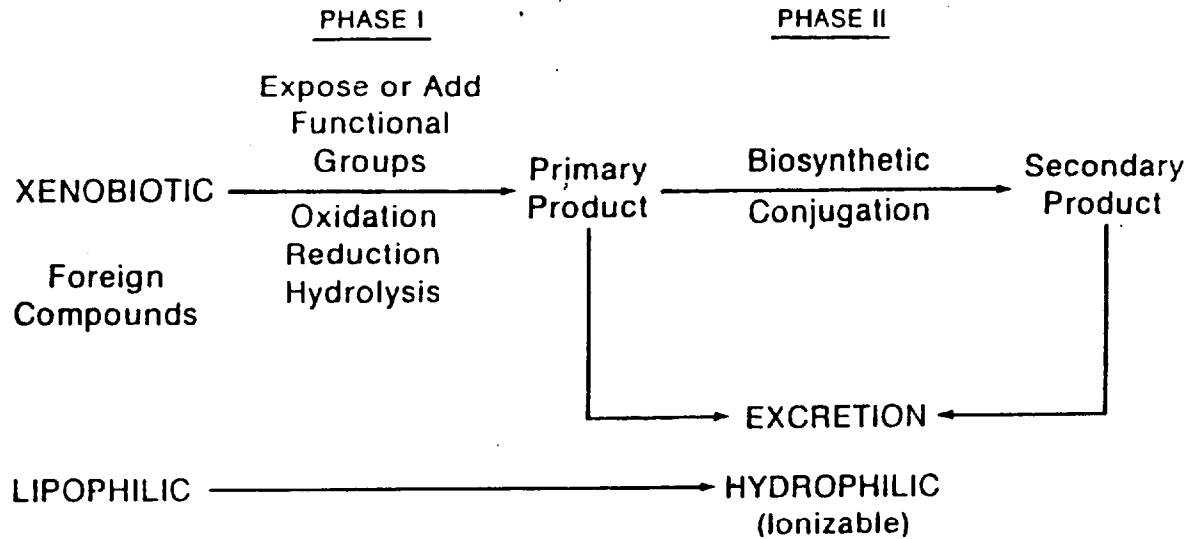 PHASE I
PHASE II
Expose or Add
Functional
Groups
XENOBIOTIC
Oxidation
Reduction
Hydrolysis
Foreign
Compounds
Primary
Product
Biosynthetic
Conjugation
Secondary
Product
EXCRETION
LIPOPHILIC
HYDROPHILIC
(Ionizable)